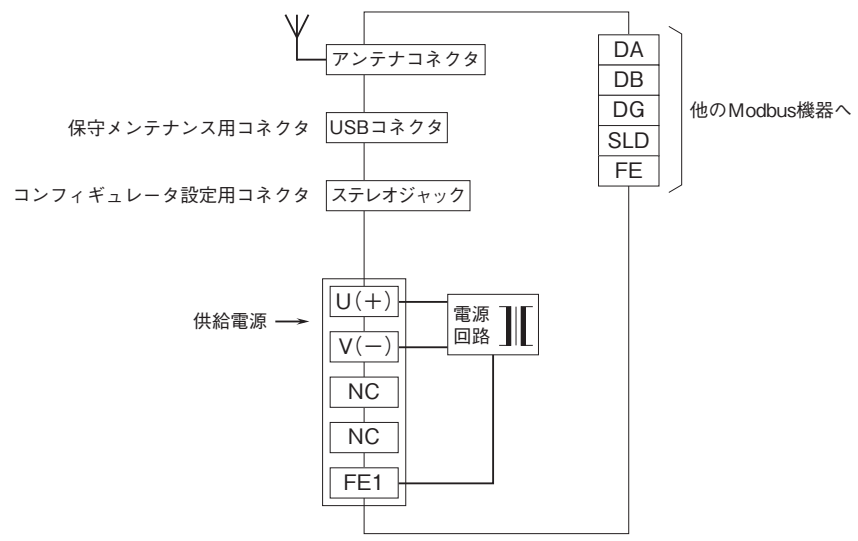 アンテナコネクタ
保守メンテナンス用コネクタ
USBコネクタ
コンフィギュレータ設定用コネクタ
ステレオジャック
DA
DB
DG
SLD
FE
他のModbus機器へ
供給電源
U(+)
V(−)
NC
NC
FE1
電源
回路